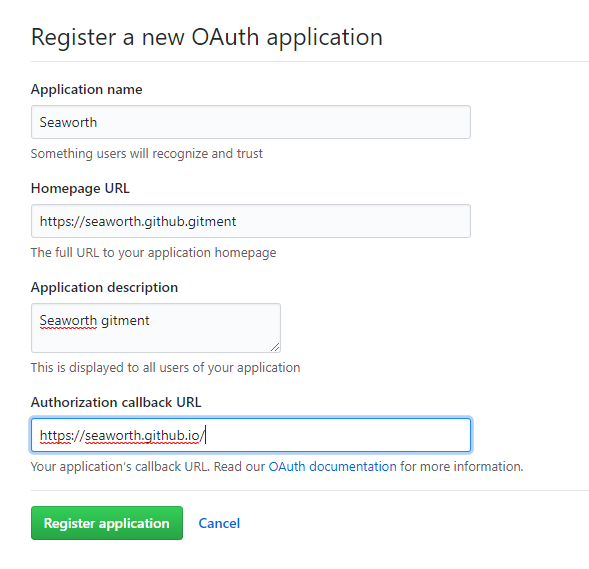 Register a new OAuth application
Application name
Seaworth
Something users will recognize and trust
Homepage URL
https://seaworth.github.gitment
The full URL to your application homepage
Application description
Seaworth gitment
This is displayed to all users of your application
Authorization callback URL
https://seaworth.github.io/
Your application's callback URL. Read our OAuth documentation for more information.
Register application Cancel